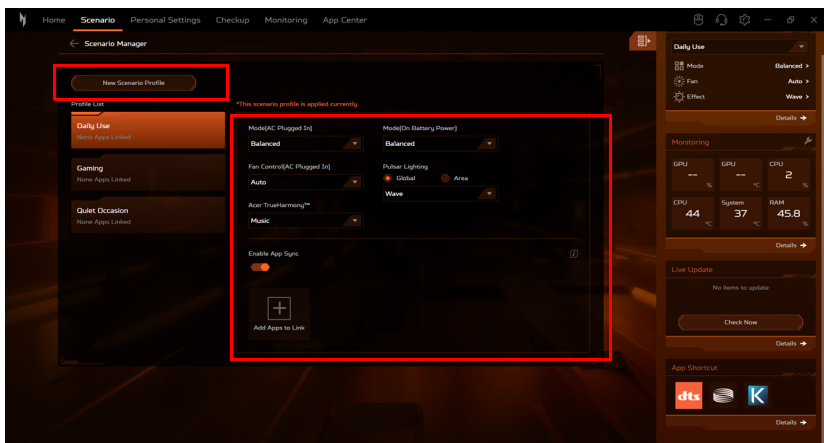 Home Scenario Personal Settings Checkup Monitoring App Center
Scenario Manager
New Scenario Profile
Profile List
Daily Use
None Apps Linked
Gaming
None Apps Linked
Quiet Occasion
None Apps Linked
*This scenario profile is applied currently
Mode(AC Plugged In)
Balanced
Mode(On Battery Power)
Balanced
Fan Control(AC Plugged In)
Auto
Pulsar Lighting
Global Area
Wave
Acer TrueHarmony™
Music
Enable App Sync
Add Apps to Link
Daily Use
Mode Balanced >
Fan Auto >
Effect Wave >
Details
Monitoring
GPU
-- %
GPU
-- °C
CPU
2 %
CPU
44 °C
System
37 °C
RAM
45.8 %
Details
Live Update
No items to update
Check Now
Details
App Shortcut
dts
K
Details